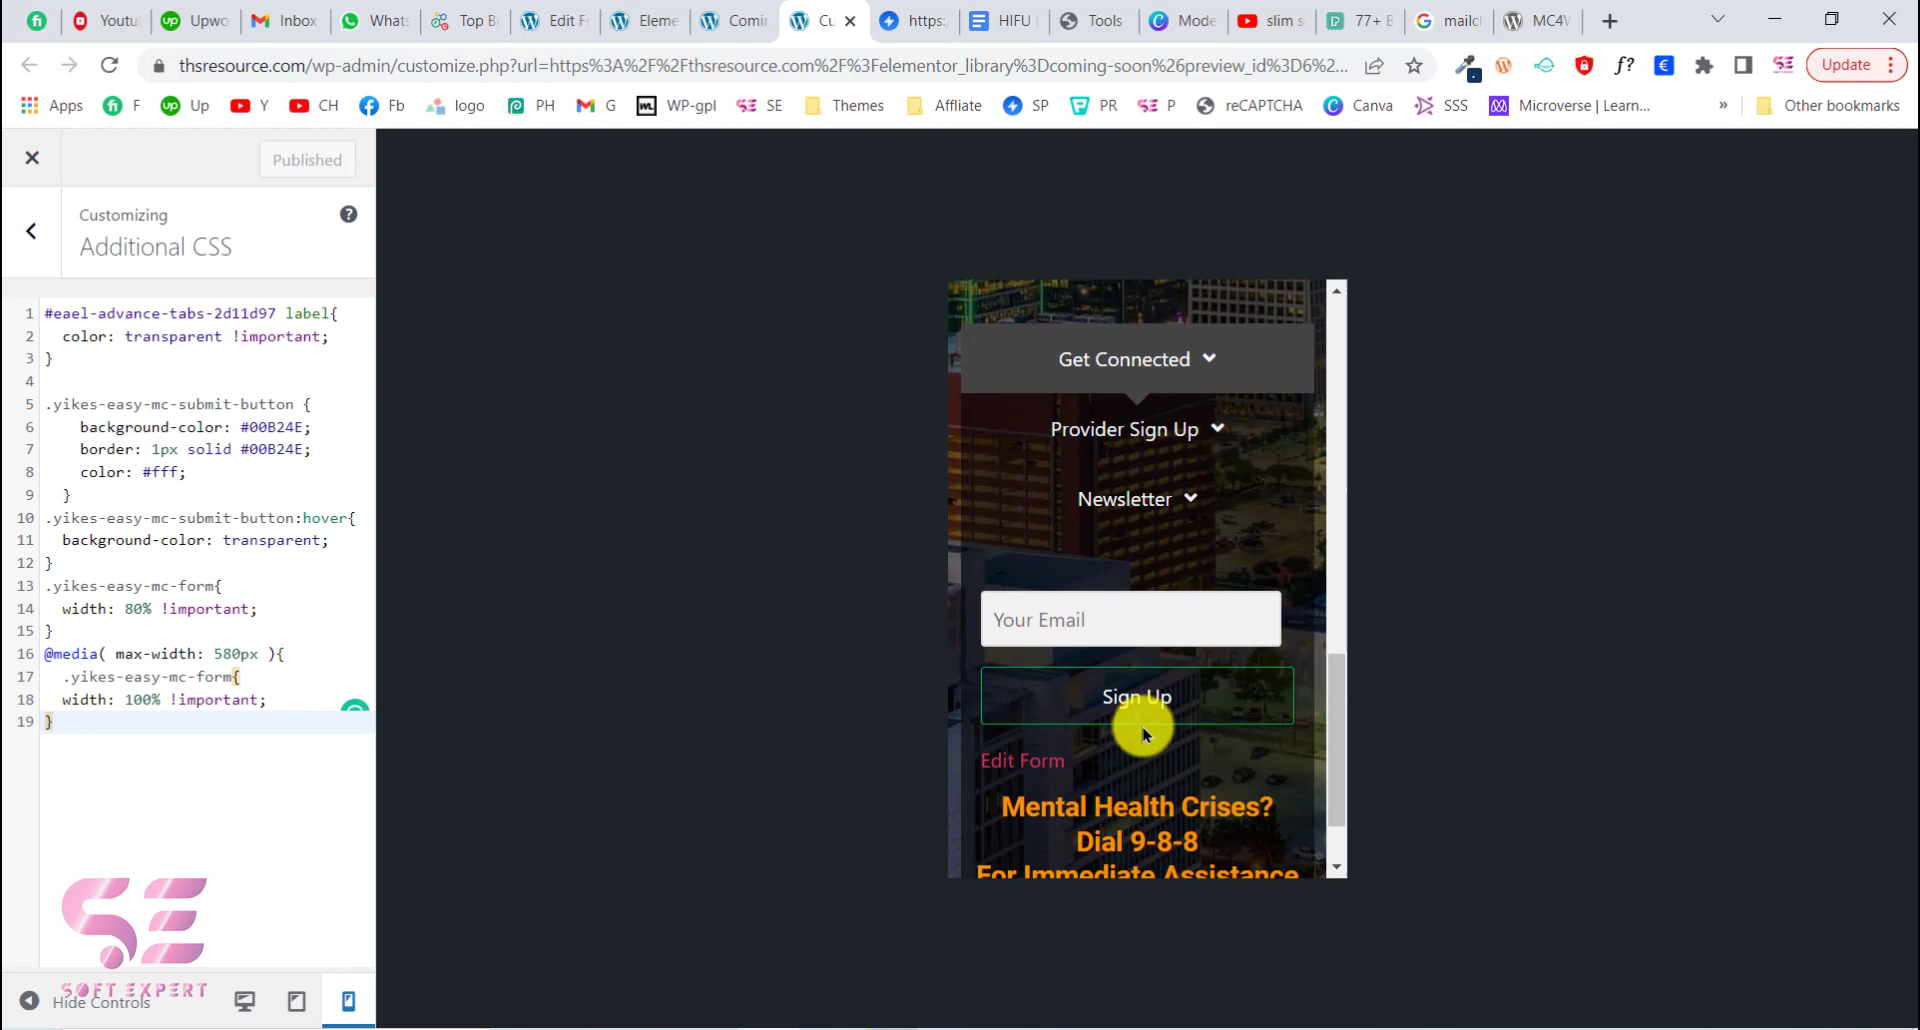 Youtu
Upwo
Inbox
Whats
Top B
Edit F
Eleme
Comin
Cu
https:
HIFU
Tools
Mode
slim s
77+ E
mailc
MC4V
thsresource.com/wp-admin/customize.php?url=https%3A%2F%2Fthsresource.com%2F%3Felementor_library%3Dcoming-soon%26preview_id%3D6%2...
Update
Apps
F
Up
Y
CH
Fb
logo
PH
G
WP-gpl
SE
Themes
Affliate
SP
PR
P
reCAPTCHA
Canva
SSS
Microverse | Learn...
»
Other bookmarks
Published
Customizing
Additional CSS
1 #eael-advance-tabs-2d11d97 label{
2 color: transparent !important;
3 }
4
5 .yikes-easy-mc-submit-button {
6 background-color: #00B24E;
7 border: 1px solid #00B24E;
8 color: #fff;
9 }
10 .yikes-easy-mc-submit-button:hover{
11 background-color: transparent;
12 }
13 .yikes-easy-mc-form{
14 width: 80% !important;
15 }
16 @media( max-width: 580px ){
17 .yikes-easy-mc-form{
18 width: 100% !important;
19 }
Get Connected
Provider Sign Up
Newsletter
Your Email
Sign Up
Edit Form
Mental Health Crises?
Dial 9-8-8
For Immediate Assistance
SE
SOFT EXPERT
Hide Controls